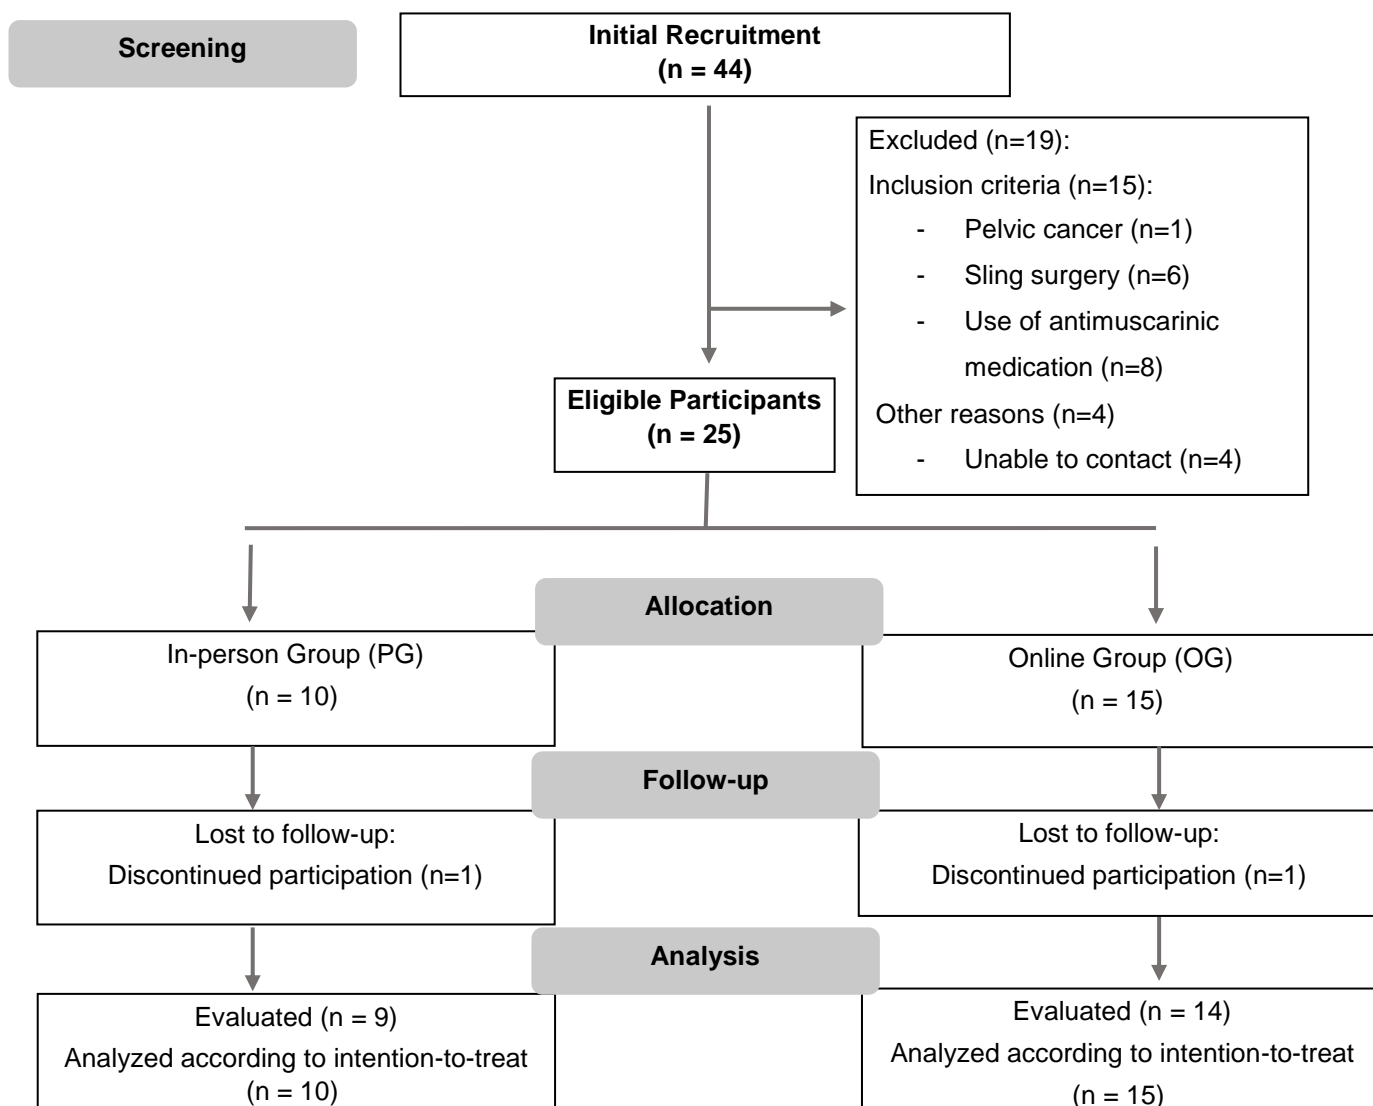 Screening
Initial Recruitment
(n = 44)
Excluded (n=19):
Inclusion criteria (n=15):
- Pelvic cancer (n=1)
- Sling surgery (n=6)
- Use of antimuscarinic
medication (n=8)
Other reasons (n=4)
- Unable to contact (n=4)
Eligible Participants
(n = 25)
Allocation
In-person Group (PG)
(n = 10)
Online Group (OG)
(n = 15)
Follow-up
Lost to follow-up:
Discontinued participation (n=1)
Lost to follow-up:
Discontinued participation (n=1)
Analysis
Evaluated (n = 9)
Analyzed according to intention-to-treat
(n = 10)
Evaluated (n = 14)
Analyzed according to intention-to-treat
(n = 15)